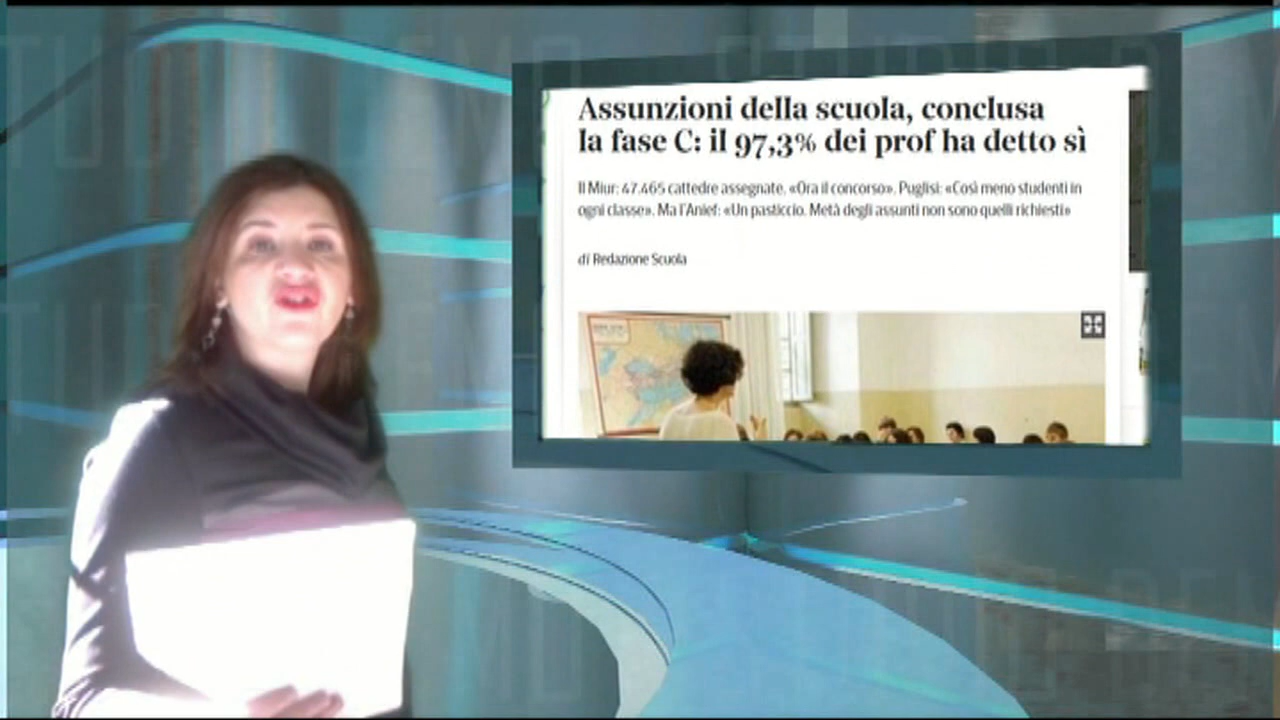 Assunzioni della scuola, conclusa
la fase C: il 97,3% dei prof ha detto sì
Il Miur: 47.465 cattedre assegnate. «Ora il concorso». Puglisi: «Così meno studenti in
ogni classe». Ma l'Anief: «Un pasticcio. Metà degli assunti non sono quelli richiesti»
di Redazione Scuola